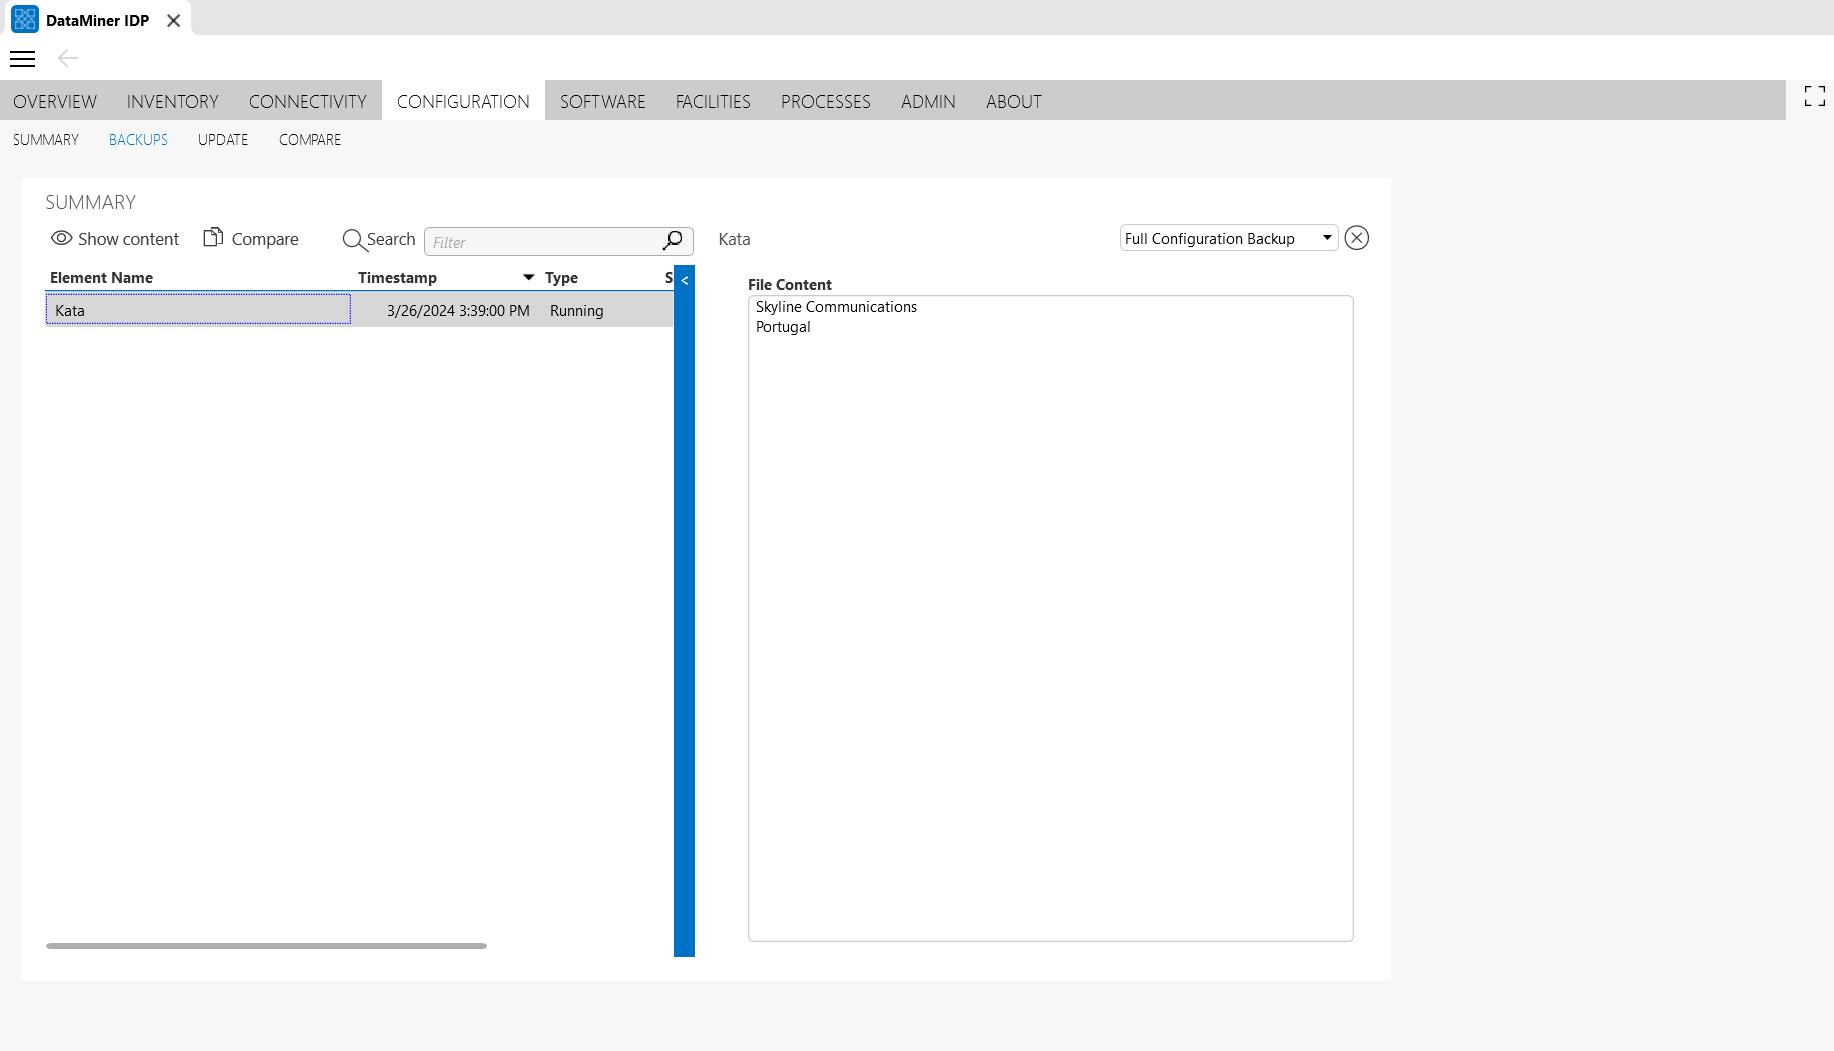 DataMiner IDP
OVERVIEW INVENTORY CONNECTIVITY CONFIGURATION SOFTWARE FACILITIES PROCESSES ADMIN ABOUT
SUMMARY BACKUPS UPDATE COMPARE
SUMMARY
Show content Compare Search Filter Kata Full Configuration Backup
Element Name Timestamp Type S <
File Content
Kata 3/26/2024 3:39:00 PM Running
Skyline Communications
Portugal